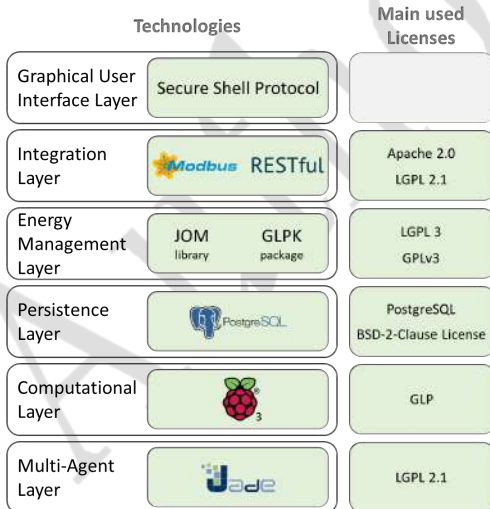 Technologies
Main used
Licenses
Graphical User
Interface Layer
Secure Shell Protocol
Integration
Layer
Modbus RESTful
Apache 2.0
LGPL 2.1
Energy
Management
Layer
JOM GLPK
library package
LGPL 3
GPLv3
Persistence
Layer
PostgreSQL
PostgreSQL
BSD-2-Clause License
Computational
Layer
® 3
GLP
Multi-Agent
Layer
Jade
LGPL 2.1